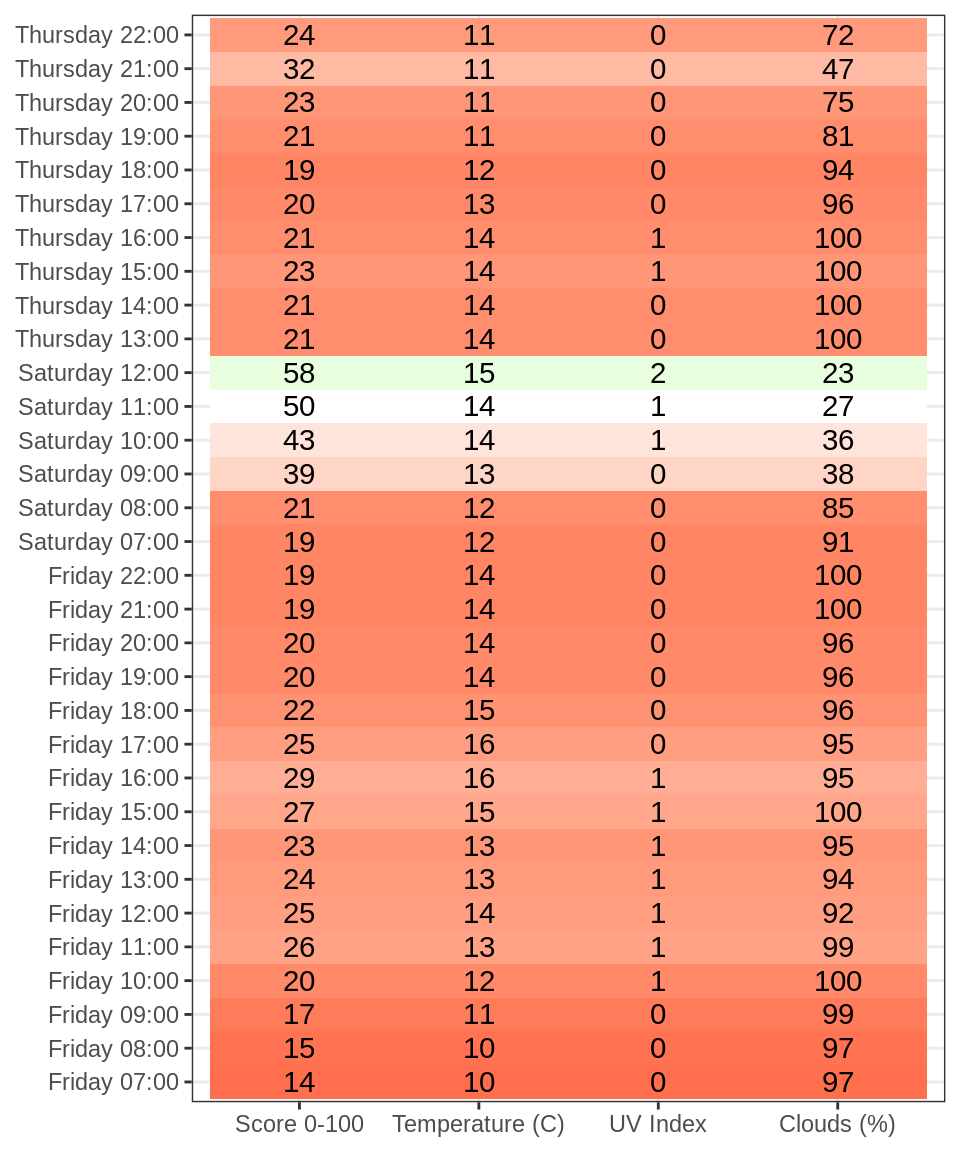 Thursday 22:00 24 11 0 72
Thursday 21:00 32 11 0 47
Thursday 20:00 23 11 0 75
Thursday 19:00 21 11 0 81
Thursday 18:00 19 12 0 94
Thursday 17:00 20 13 0 96
Thursday 16:00 21 14 1 100
Thursday 15:00 23 14 1 100
Thursday 14:00 21 14 0 100
Thursday 13:00 21 14 0 100
Saturday 12:00 58 15 2 23
Saturday 11:00 50 14 1 27
Saturday 10:00 43 14 1 36
Saturday 09:00 39 13 0 38
Saturday 08:00 21 12 0 85
Saturday 07:00 19 12 0 91
Friday 22:00 19 14 0 100
Friday 21:00 19 14 0 100
Friday 20:00 20 14 0 96
Friday 19:00 20 14 0 96
Friday 18:00 22 15 0 96
Friday 17:00 25 16 0 95
Friday 16:00 29 16 1 95
Friday 15:00 27 15 1 100
Friday 14:00 23 13 1 95
Friday 13:00 24 13 1 94
Friday 12:00 25 14 1 92
Friday 11:00 26 13 1 99
Friday 10:00 20 12 1 100
Friday 09:00 17 11 0 99
Friday 08:00 15 10 0 97
Friday 07:00 14 10 0 97
Score 0-100 Temperature (C) UV Index Clouds (%)